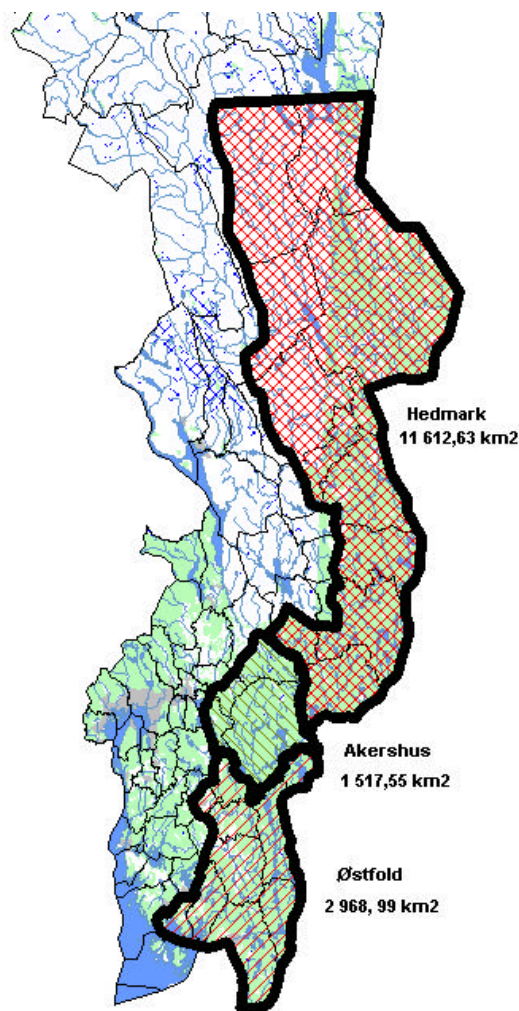 Hedmark
11 612,63 km2
Akershus
1 517,55 km2
Østfold
2 968, 99 km2